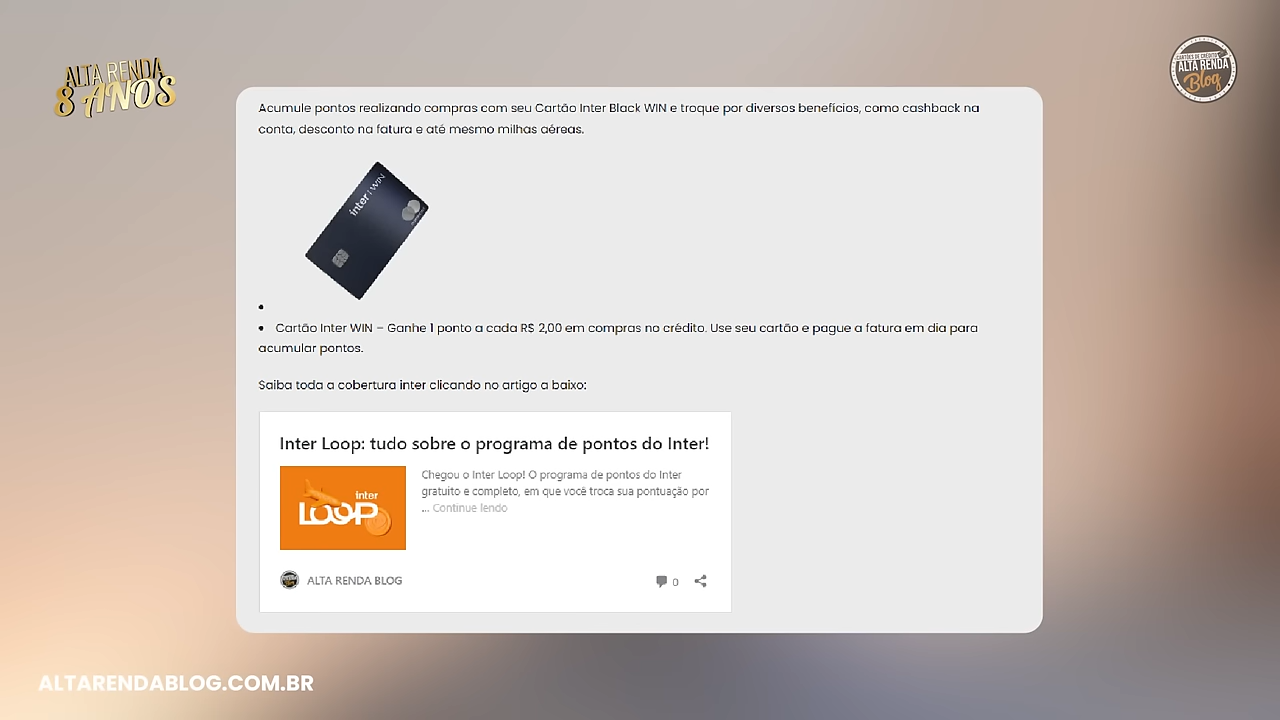 ALTA RENDA
8 ANOS
CARTÕES DE CRÉDITO
ALTA RENDA
Blog
Acumule pontos realizando compras com seu Cartão Inter Black WIN e troque por diversos benefícios, como cashback na
conta, desconto na fatura e até mesmo milhas aéreas.
inter WIN
• Cartão Inter WIN – Ganhe 1 ponto a cada R$ 2,00 em compras no crédito. Use seu cartão e pague a fatura em dia para
acumular pontos.
Saiba toda a cobertura inter clicando no artigo a baixo:
Inter Loop: tudo sobre o programa de pontos do Inter!
Chegou o Inter Loop! O programa de pontos do Inter
gratuito e completo, em que você troca sua pontuação por
... Continue lendo
inter
LOOP
ALTA RENDA BLOG
0
ALTARENDABLOG.COM.BR